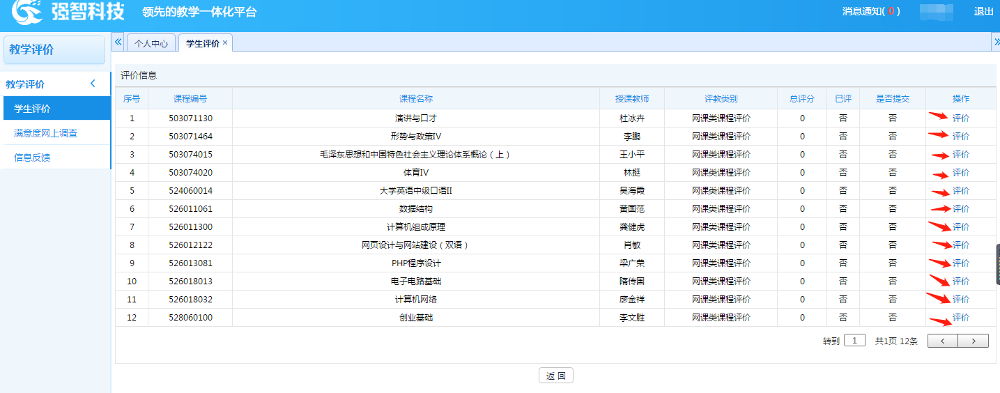 强智科技 领先的教学一体化平台 消息通知( 0 ) 退出
教学评价
个人中心 学生评价 ×
教学评价
学生评价
满意度网上调查
信息反馈
评价信息
序号 课程编号 课程名称 授课教师 评教类别 总评分 已评 是否提交 操作
1 503071130 演讲与口才 杜冰卉 网课类课程评价 0 否 否 评价
2 503071464 形势与政策IV 李鹏 网课类课程评价 0 否 否 评价
3 503074015 毛泽东思想和中国特色社会主义理论体系概论（上） 王小平 网课类课程评价 0 否 否 评价
4 503074020 体育IV 林挺 网课类课程评价 0 否 否 评价
5 524060014 大学英语中级口语II 吴海霞 网课类课程评价 0 否 否 评价
6 526011061 数据结构 黄国范 网课类课程评价 0 否 否 评价
7 526011300 计算机组成原理 龚健虎 网课类课程评价 0 否 否 评价
8 526012122 网页设计与网站建设（双语） 肖敏 网课类课程评价 0 否 否 评价
9 526013081 PHP程序设计 梁广荣 网课类课程评价 0 否 否 评价
10 526018013 电子电路基础 隋传国 网课类课程评价 0 否 否 评价
11 526018032 计算机网络 廖金祥 网课类课程评价 0 否 否 评价
12 528060100 创业基础 李文胜 网课类课程评价 0 否 否 评价
转到 1 共1页 12条
返 回